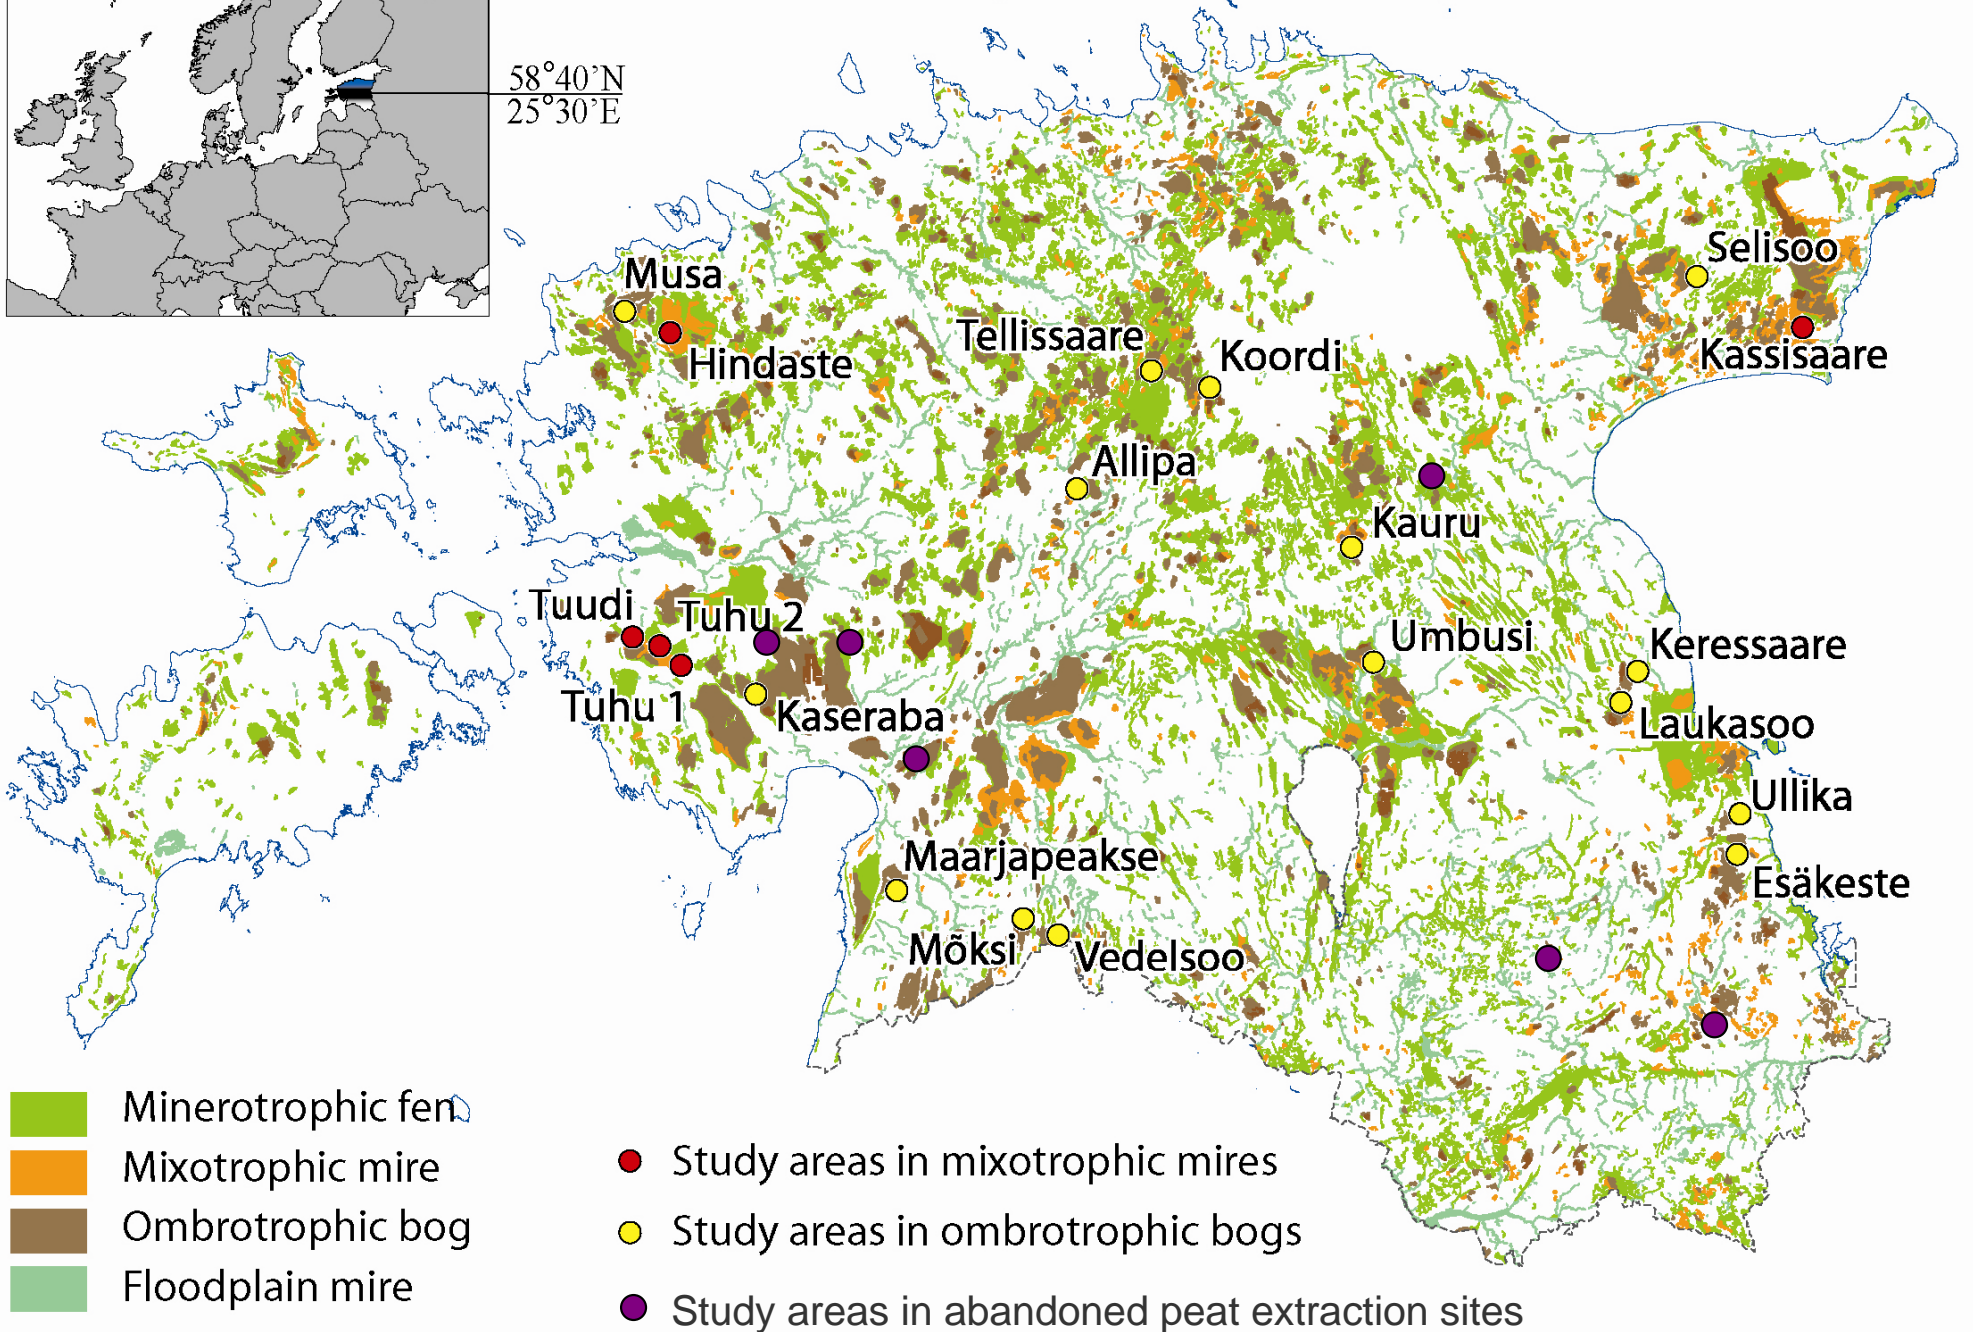 58°40'N
25°30'E
Musa
Hindaste
Tellissaare
Koordi
Selisoo
Kassisaare
Allipa
Kauru
Tuudi
Tuhu 2
Tuhu 1
Kaseraba
Umbusi
Keressaare
Laukasoo
Ullika
Esäkeste
Maarjapeakse
Mõksi
Vedelsoo
Minerotrophic fen
Mixotrophic mire
Ombrotrophic bog
Floodplain mire
Study areas in mixotrophic mires
Study areas in ombrotrophic bogs
Study areas in abandoned peat extraction sites